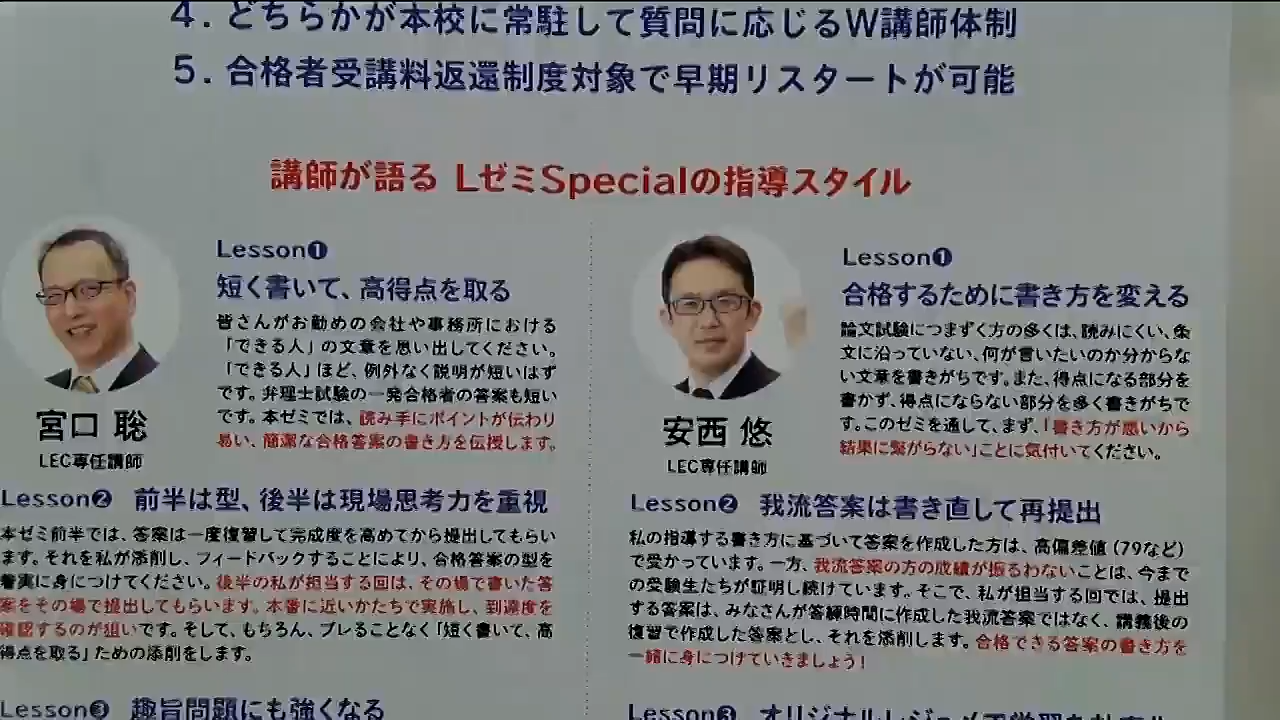 4. どちらかが本校に常駐して質問に応じるW講師体制
5. 合格者受講料返還制度対象で早期リスタートが可能
講師が語る LゼミSpecialの指導スタイル
Lesson❶
短く書いて、高得点を取る
皆さんがお勤めの会社や事務所における
「できる人」の文章を思い出してください。
「できる人」ほど、例外なく説明が短いはず
です。弁理士試験の一発合格者の答案も短い
です。本ゼミでは、読み手にポイントが伝わり
易い、簡潔な合格答案の書き方を伝授します。
宮口 聡
LEC専任講師
Lesson❷ 前半は型、後半は現場思考力を重視
本ゼミ前半では、答案は一度復習して完成度を高めてから提出してもらい
ます。それを私が添削し、フィードバックすることにより、合格答案の型を
着実に身につけてください。後半の私が担当する回は、その場で書いた答
案をその場で提出してもらいます。本番に近いかたちで実施し、到達度を
確認するのが狙いです。そして、もちろん、ブレることなく「短く書いて、高
得点を取る」ための添削をします。
Lesson❸ 趣旨問題にも強くなる
Lesson❶
合格するために書き方を変える
論文試験につまずく方の多くは、読みにくい、条
文に沿っていない、何が言いたいのか分からな
い文章を書きがちです。また、得点になる部分を
書かず、得点にならない部分を多く書きがちで
す。このゼミを通して、まず、「書き方が悪いから
結果に繋がらない」ことに気付いてください。
安西 悠
LEC専任講師
Lesson❷ 我流答案は書き直して再提出
私の指導する書き方に基づいて答案を作成した方は、高偏差値（79など）
で受かっています。一方、我流答案の方の成績が振るわないことは、今まで
の受験生たちが証明し続けています。そこで、私が担当する回では、提出
する答案は、みなさんが答練時間に作成した我流答案ではなく、講義後の
復習で作成した答案とし、それを添削します。合格できる答案の書き方を
一緒に身につけていきましょう！
Lesson❸ オリジナルレジュメで学習を